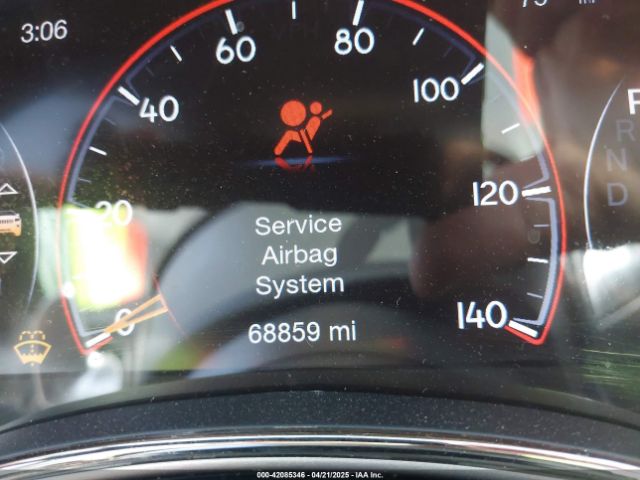 3:06
75
60
80
40
100
P
R
N
D
20
120
Service
Airbag
System
0
140
68859 mi
000-42085346 - 04/21/2025 - IAA Inc.